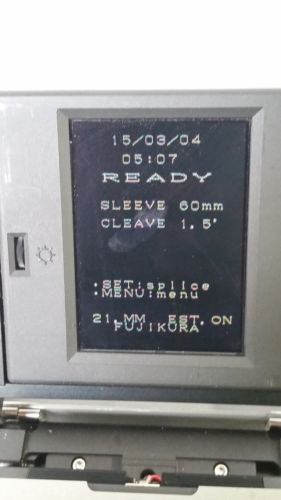 15/03/04
05:07
READY
SLEEVE 60mm
CLEAVE 1.5°
.SET:splice
.MENU:menu
21.MM EST.ON
FUJIKURA